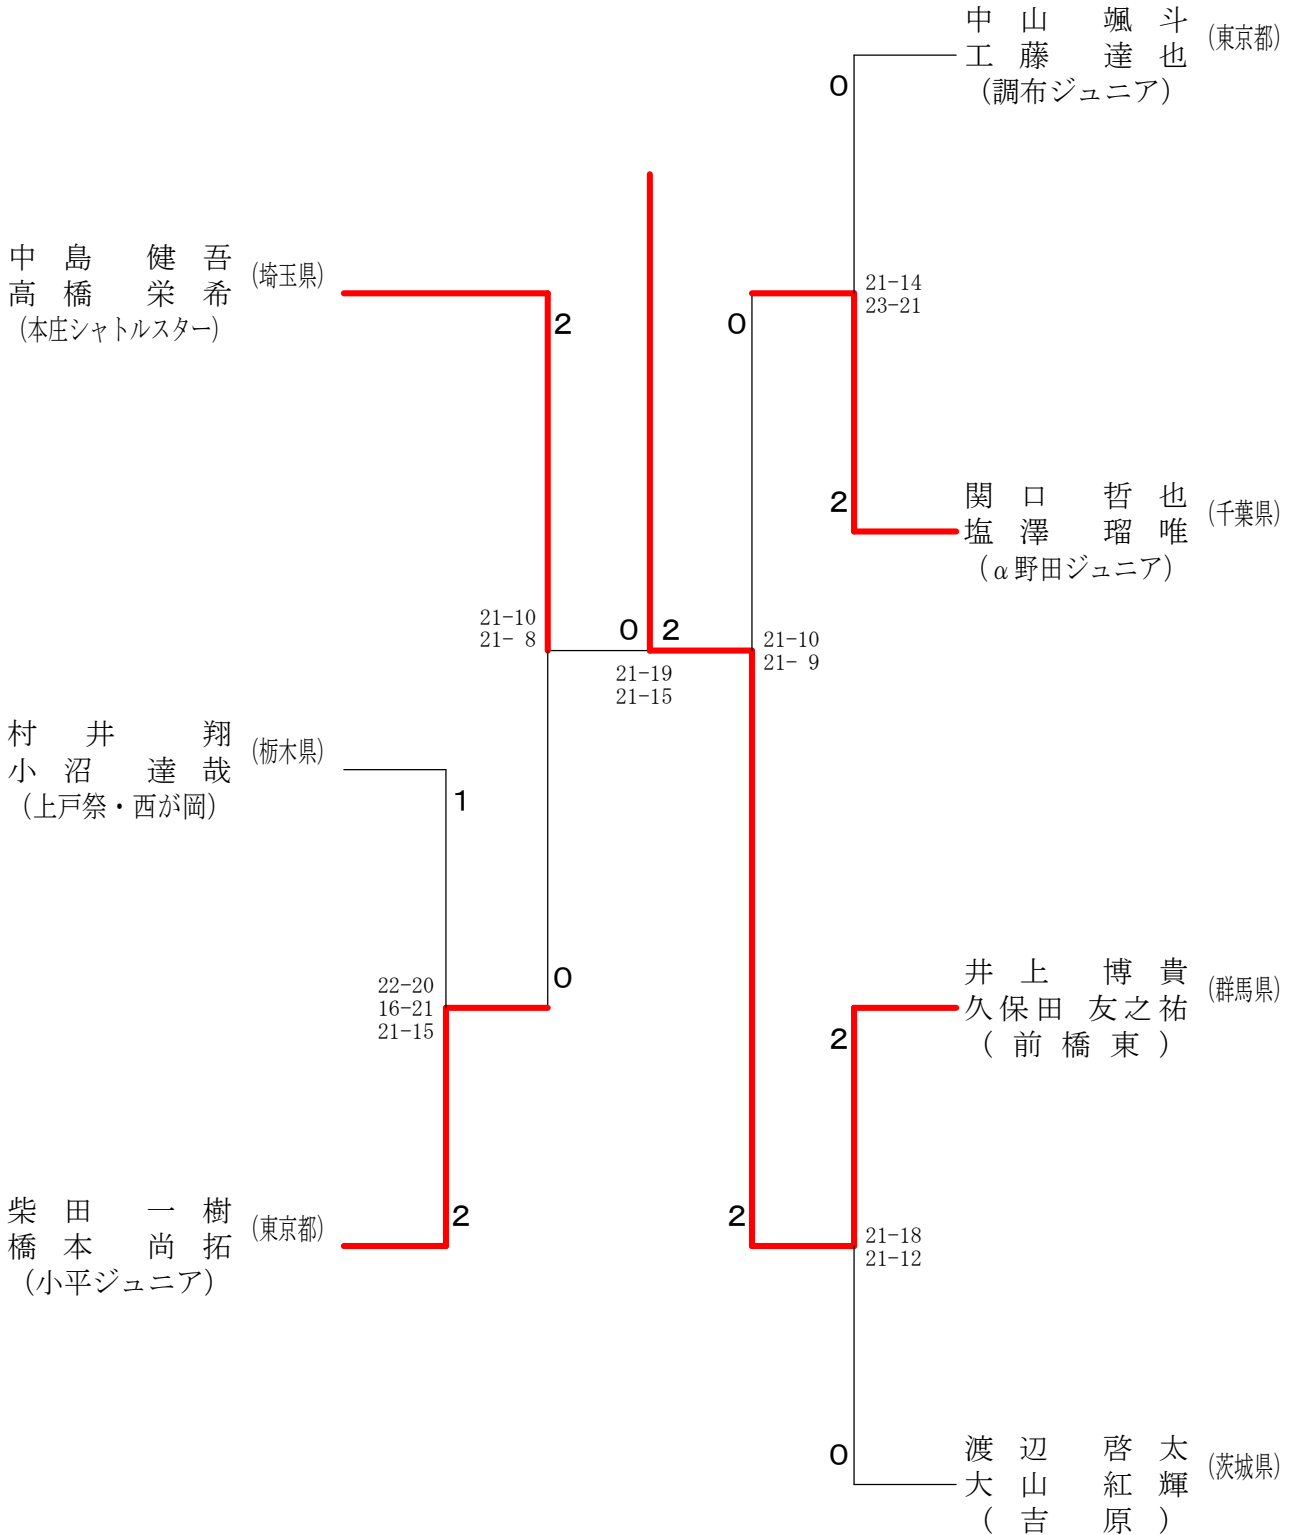 中島　健吾
高橋　栄希
(埼玉県)
(本庄シャトルスター)
2
村井　翔
小沼　達哉
(栃木県)
(上戸祭・西が岡)
1
柴田　一樹
橋本　尚拓
(東京都)
(小平ジュニア)
2
22-20
16-21
21-15
0
21-10
21- 8
0
2
21-19
21-15
中山　颯斗
工藤　達也
(東京都)
(調布ジュニア)
0
21-14
23-21
0
関口　哲也
塩澤　瑠唯
(千葉県)
(α野田ジュニア)
2
21-10
21- 9
井上　博貴
久保田　友之祐
(群馬県)
(前橋東)
2
2
21-18
21-12
渡辺　啓太
大山　紅輝
(茨城県)
(吉原)
0